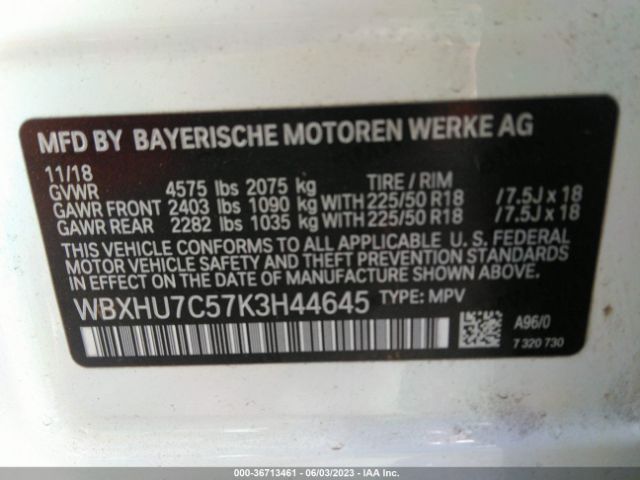 MFD BY BAYERISCHE MOTOREN WERKE AG
11/18
GVWR 4575 lbs 2075 kg TIRE / RIM
GAWR FRONT 2403 lbs 1090 kg WITH 225/50 R18 /7.5J x 18
GAWR REAR 2282 lbs 1035 kg WITH 225/50 R18 /7.5J x 18
THIS VEHICLE CONFORMS TO ALL APPLICABLE U. S. FEDERAL
MOTOR VEHICLE SAFETY AND THEFT PREVENTION STANDARDS
IN EFFECT ON THE DATE OF MANUFACTURE SHOWN ABOVE.
WBXHU7C57K3H44645 TYPE: MPV
A96/0
7 320 730
000-36713461 - 06/03/2023 - IAA Inc.